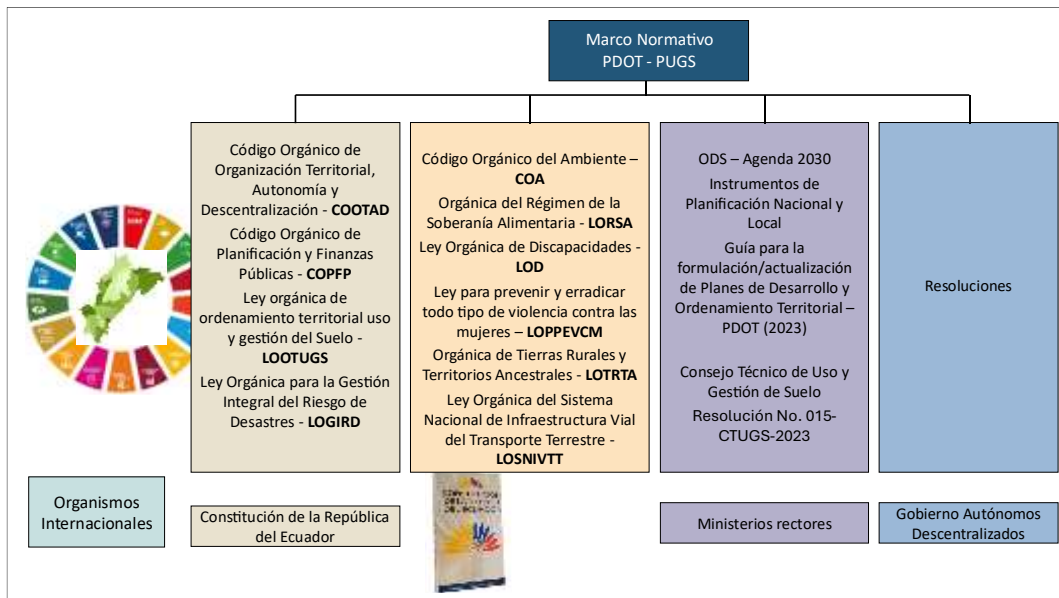 Marco Normativo
PDOT - PUGS
Código Orgánico de
Organización Territorial,
Autonomía y
Descentralización - COOTAD
Código Orgánico de
Planificación y Finanzas
Públicas - COPFP
Ley orgánica de
ordenamiento territorial uso
y gestión del Suelo -
LOOTUGS
Ley Orgánica para la Gestión
Integral del Riesgo de
Desastres - LOGIRD
Código Orgánico del Ambiente –
COA
Orgánica del Régimen de la
Soberanía Alimentaria - LORSA
Ley Orgánica de Discapacidades -
LOD
Ley para prevenir y erradicar
todo tipo de violencia contra las
mujeres – LOPPEVCM
Orgánica de Tierras Rurales y
Territorios Ancestrales - LOTRTA
Ley Orgánica del Sistema
Nacional de Infraestructura Vial
del Transporte Terrestre -
LOSNIVTT
ODS – Agenda 2030
Instrumentos de
Planificación Nacional y
Local
Guía para la
formulación/actualización
de Planes de Desarrollo y
Ordenamiento Territorial –
PDOT (2023)
Consejo Técnico de Uso y
Gestión de Suelo
Resolución No. 015-
CTUGS-2023
Resoluciones
Organismos
Internacionales
Constitución de la República
del Ecuador
Ministerios rectores
Gobierno Autónomos
Descentralizados